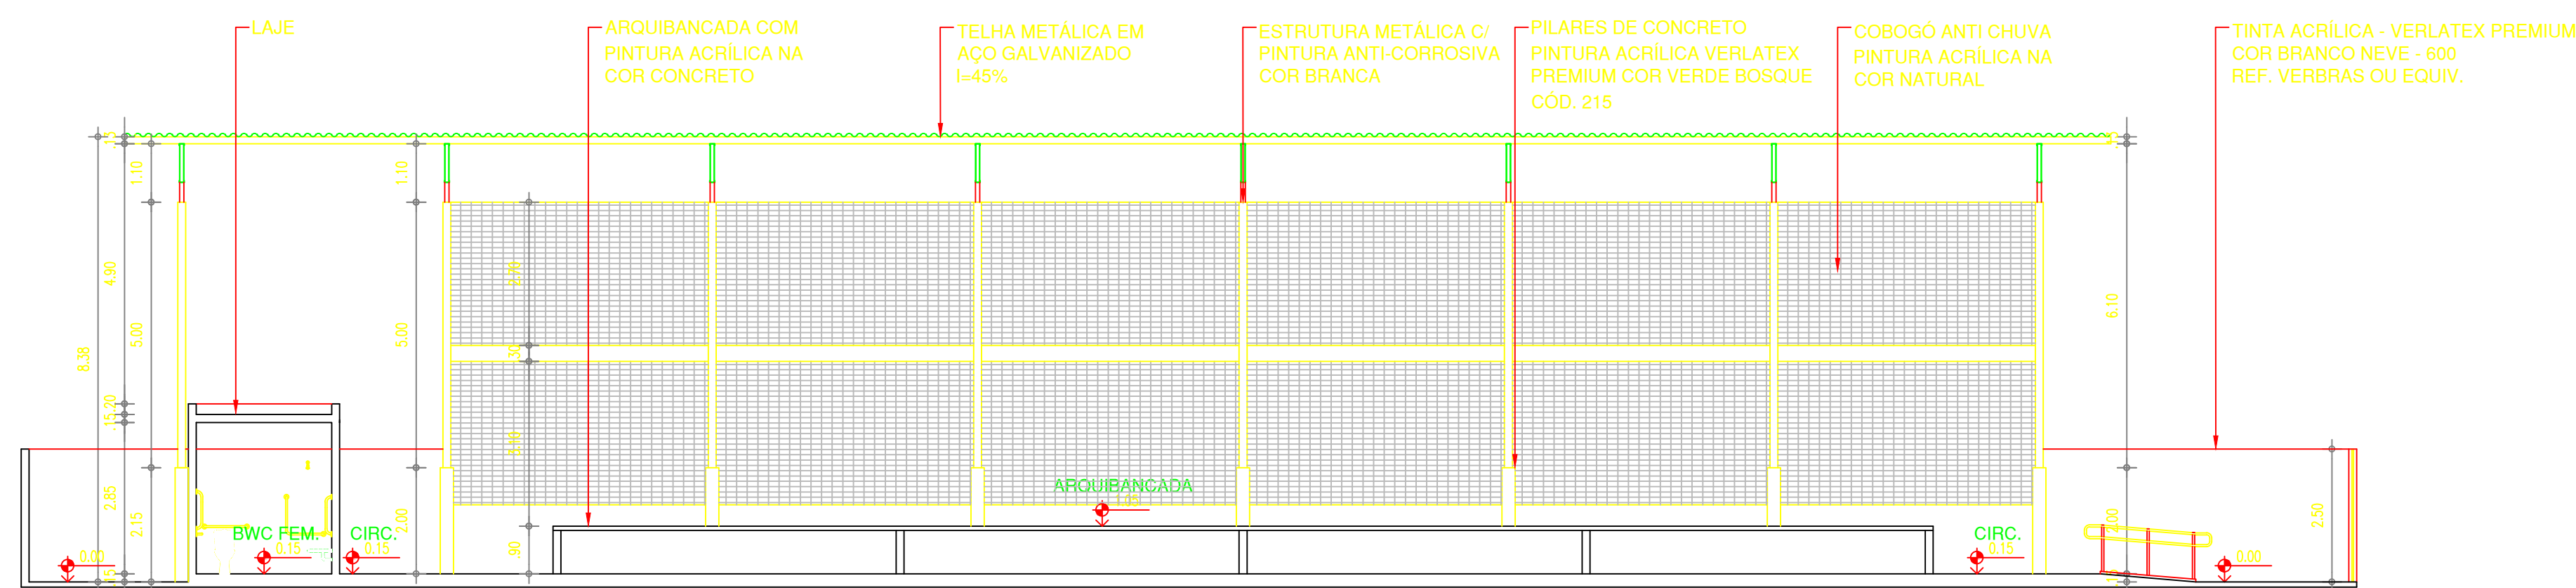 LAJE
ARQUIBANCADA COM
PINTURA ACRÍLICA NA
COR CONCRETO
TELHA METÁLICA EM
AÇO GALVANIZADO
I=45%
ESTRUTURA METÁLICA C/
PINTURA ANTI-CORROSIVA
COR BRANCA
PILARES DE CONCRETO
PINTURA ACRÍLICA VERLATEX
PREMIUM COR VERDE BOSQUE
CÓD. 215
COBOGÓ ANTI CHUVA
PINTURA ACRÍLICA NA
COR NATURAL
TINTA ACRÍLICA - VERLATEX PREMIUM
COR BRANCO NEVE - 600
REF. VERBRAS OU EQUIV.
.15
1.10
1.10
4.90
5.00
5.00
8.38
.15
.20
2.85
2.15
2.00
.15
.30
.90
6.10
2.50
ARQUIBANCADA
BWC FEM.
0.15
CIRC.
0.15
CIRC.
0.15
0.00
0.00